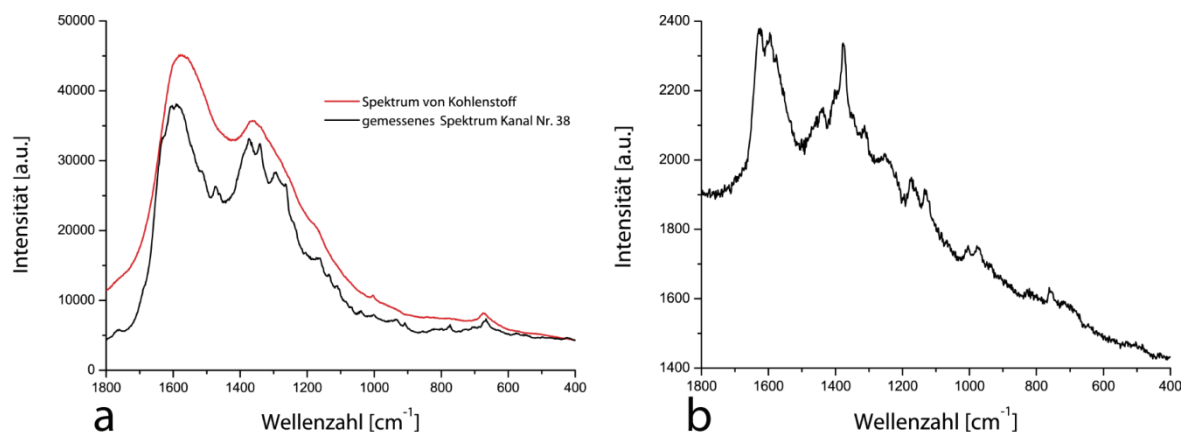 50000
40000
30000
20000
10000
0
Intensität [a.u.]
Spektrum von Kohlenstoff
gemessenes Spektrum Kanal Nr. 38
1800 1600 1400 1200 1000 800 600 400
Wellenzahl [cm⁻¹]
a
2400
2200
2000
1800
1600
1400
Intensität [a.u.]
1800 1600 1400 1200 1000 800 600 400
Wellenzahl [cm⁻¹]
b